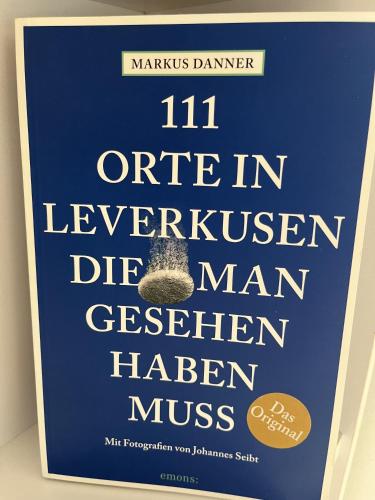 MARKUS DANNER
111
ORTE IN
LEVERKUSEN
DIE MAN
GESEHEN
HABEN
MUSS
Das
Original
Mit Fotografien von Johannes Seibt
emons: